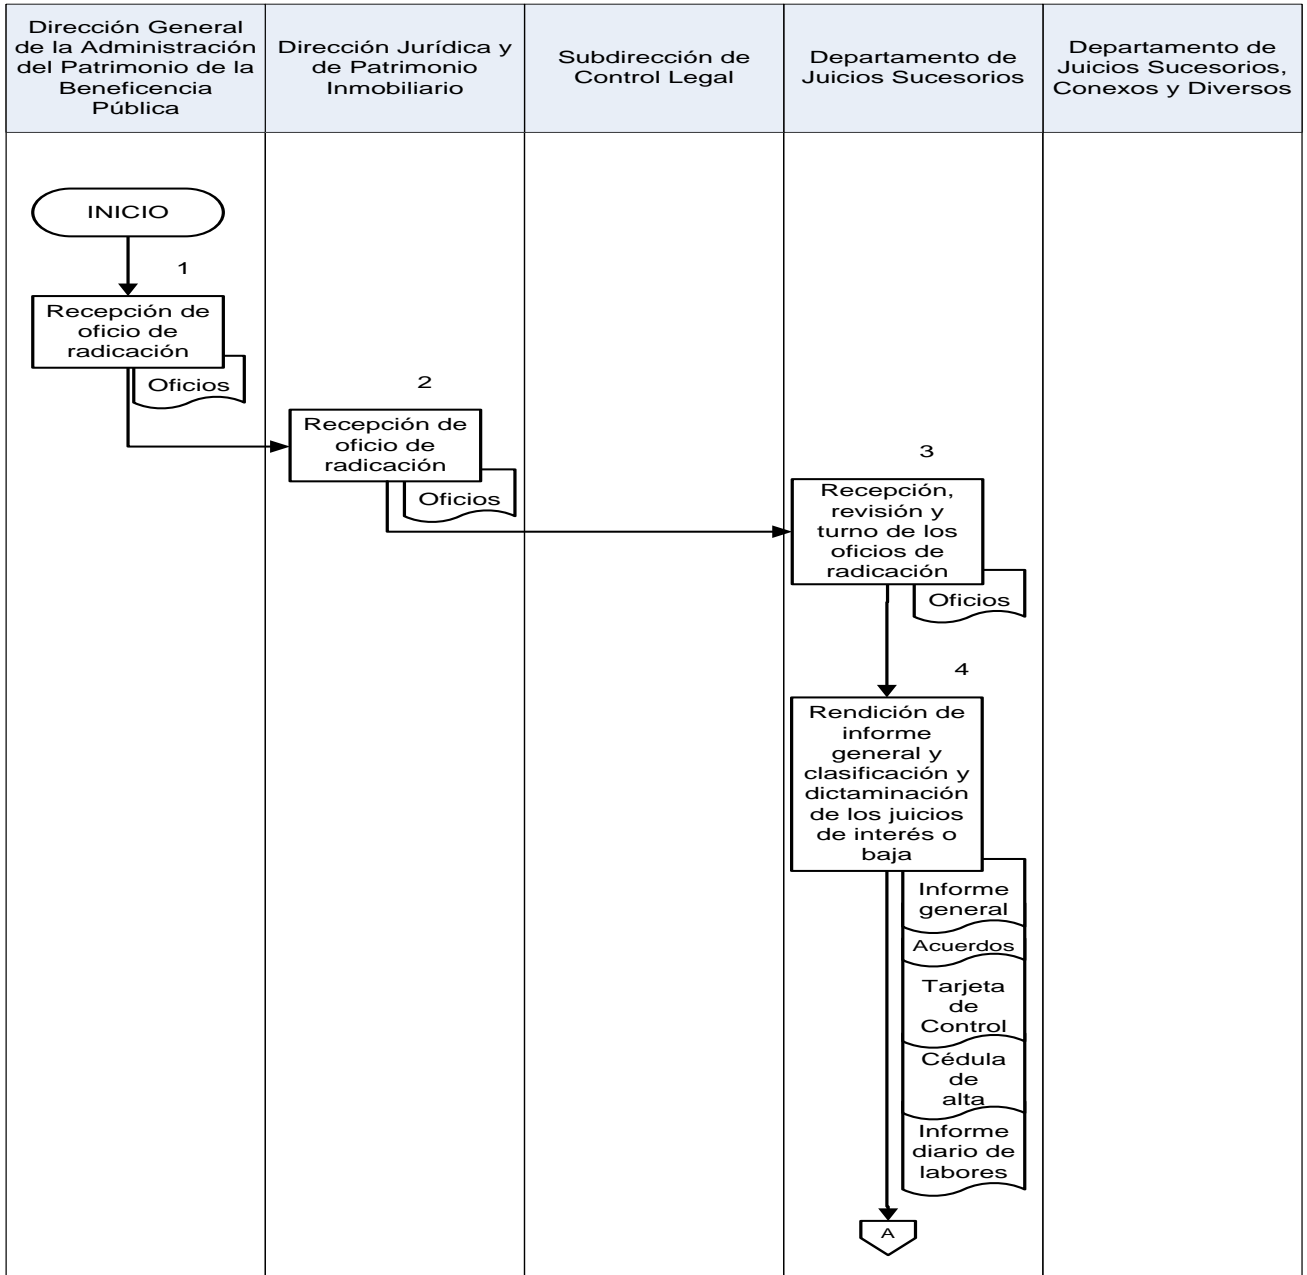 Dirección General
de la Administración
del Patrimonio de la
Beneficencia
Pública
Dirección Jurídica y
de Patrimonio
Inmobiliario
Subdirección de
Control Legal
Departamento de
Juicios Sucesorios
Departamento de
Juicios Sucesorios,
Conexos y Diversos
INICIO
1
Recepción de
oficio de
radicación
Oficios
2
Recepción de
oficio de
radicación
Oficios
3
Recepción,
revisión y
turno de los
oficios de
radicación
Oficios
4
Rendición de
informe
general y
clasificación y
dictaminación
de los juicios
de interés o
baja
Informe
general
Acuerdos
Tarjeta
de
Control
Cédula
de
alta
Informe
diario de
labores
A